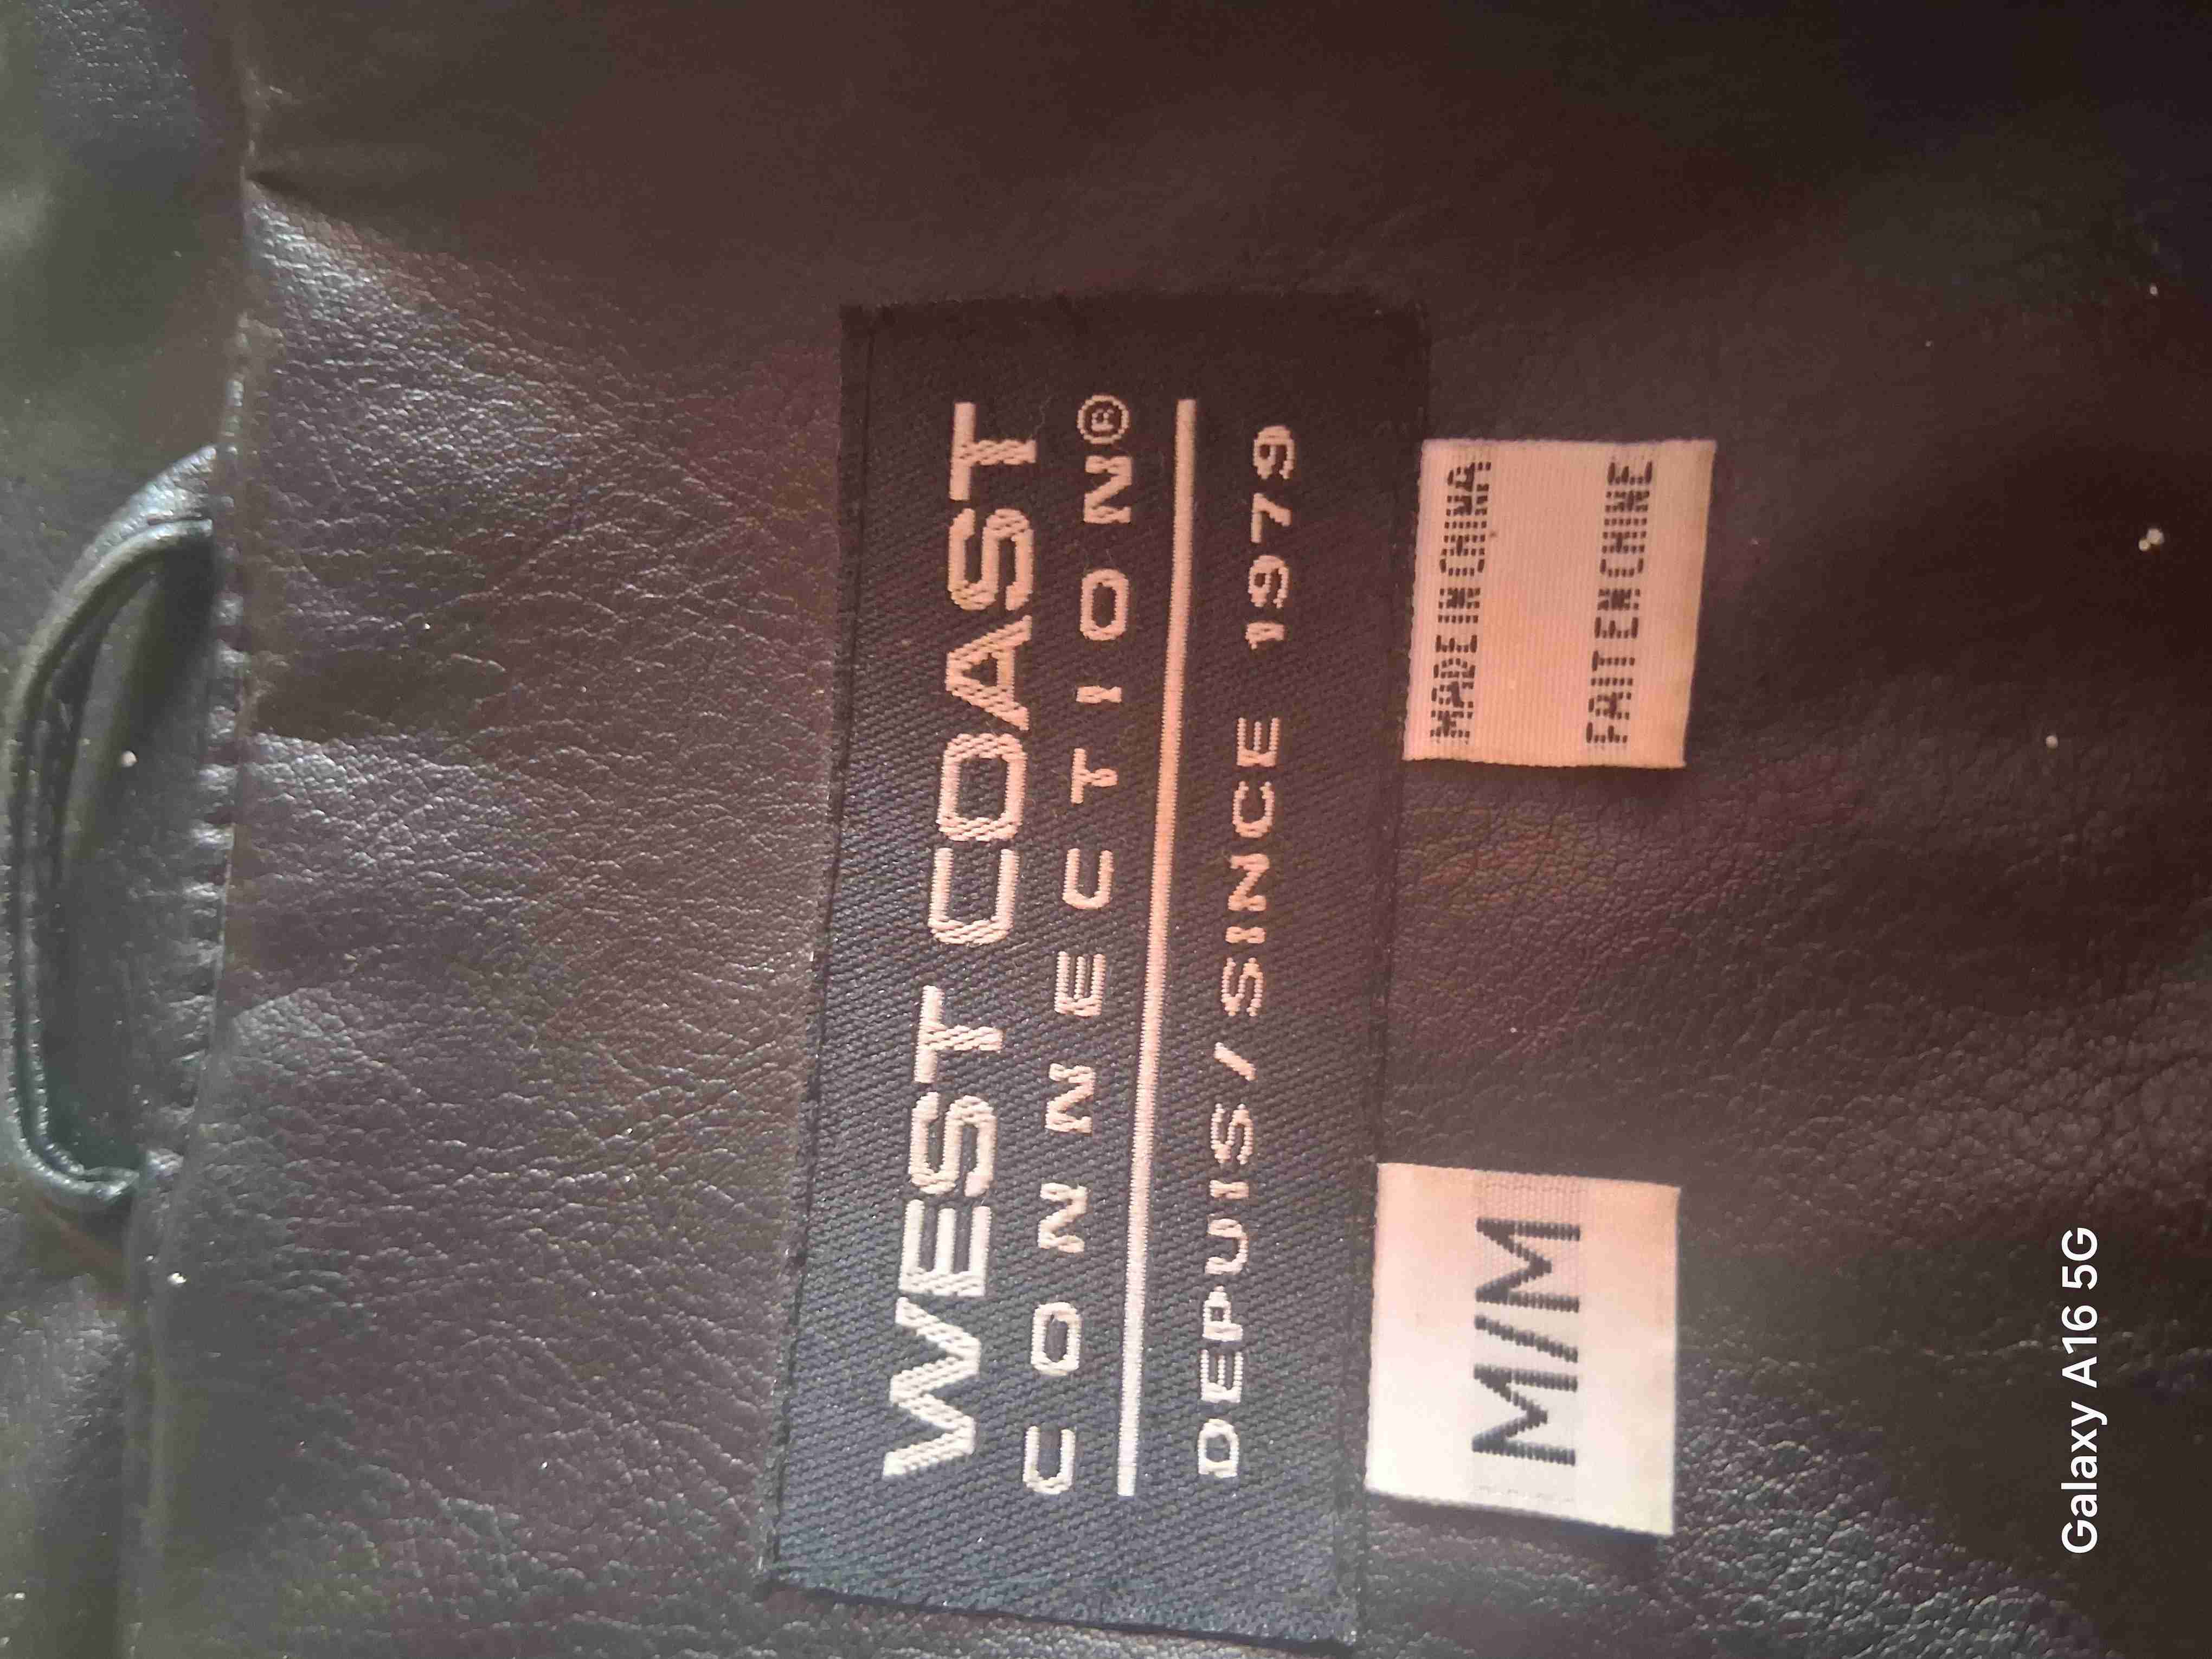 WEST COAST
CONNECTION®
DEPUIS / SINCE 1979
M/M
MADE IN CHINA
FAIT EN CHINE
Galaxy A16 5G